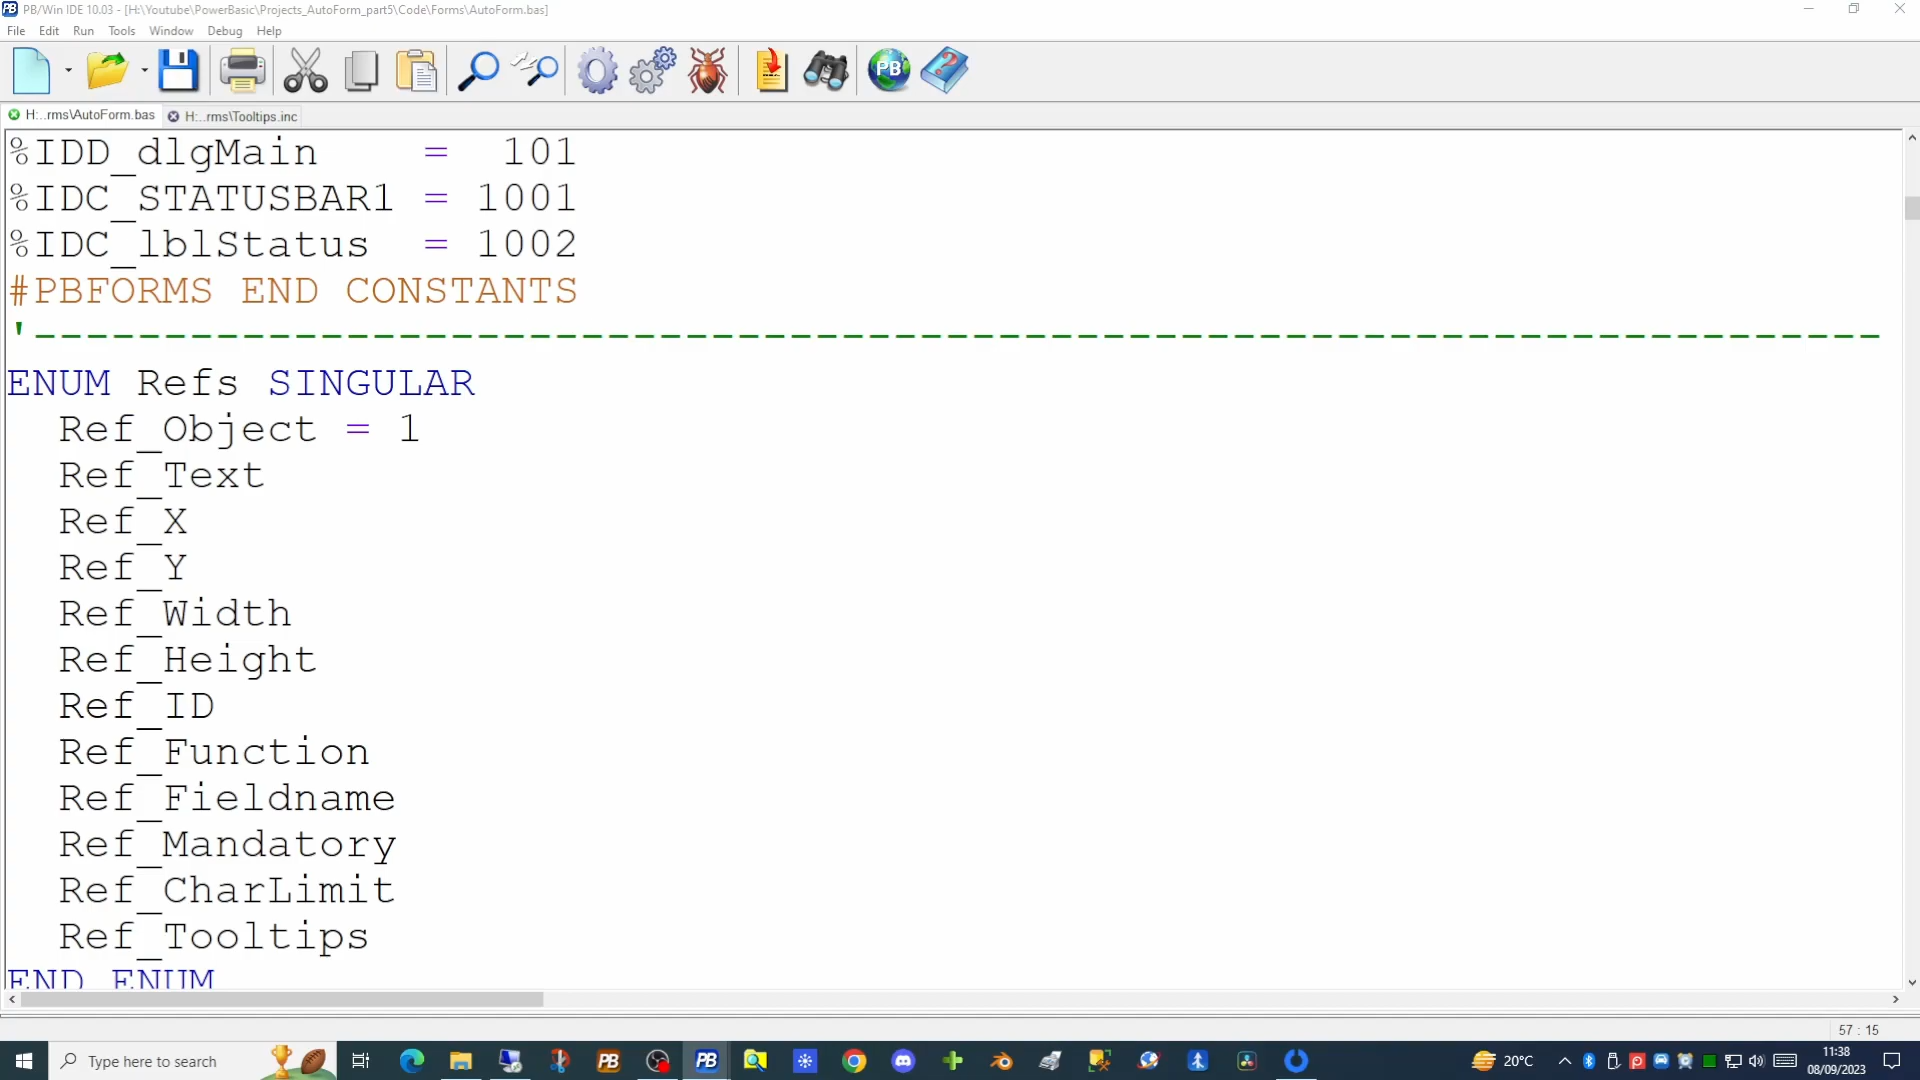 PB/Win IDE 10.03 - [H:\Youtube\PowerBasic\Projects_AutoForm_part5\Code\Forms\AutoForm.bas]
File Edit Run Tools Window Debug Help
PB
H:..rms\AutoForm.bas H:..rms\Tooltips.inc
%IDD_dlgMain = 101
%IDC_STATUSBAR1 = 1001
%IDC_lblStatus = 1002
#PBFORMS END CONSTANTS
'------------------------------------------------------------------------
ENUM Refs SINGULAR
Ref_Object = 1
Ref_Text
Ref_X
Ref_Y
Ref_Width
Ref_Height
Ref_ID
Ref_Function
Ref_Fieldname
Ref_Mandatory
Ref_CharLimit
Ref_Tooltips
END ENUM
57 : 15
Type here to search PB PB 20°C 11:38
08/09/2023